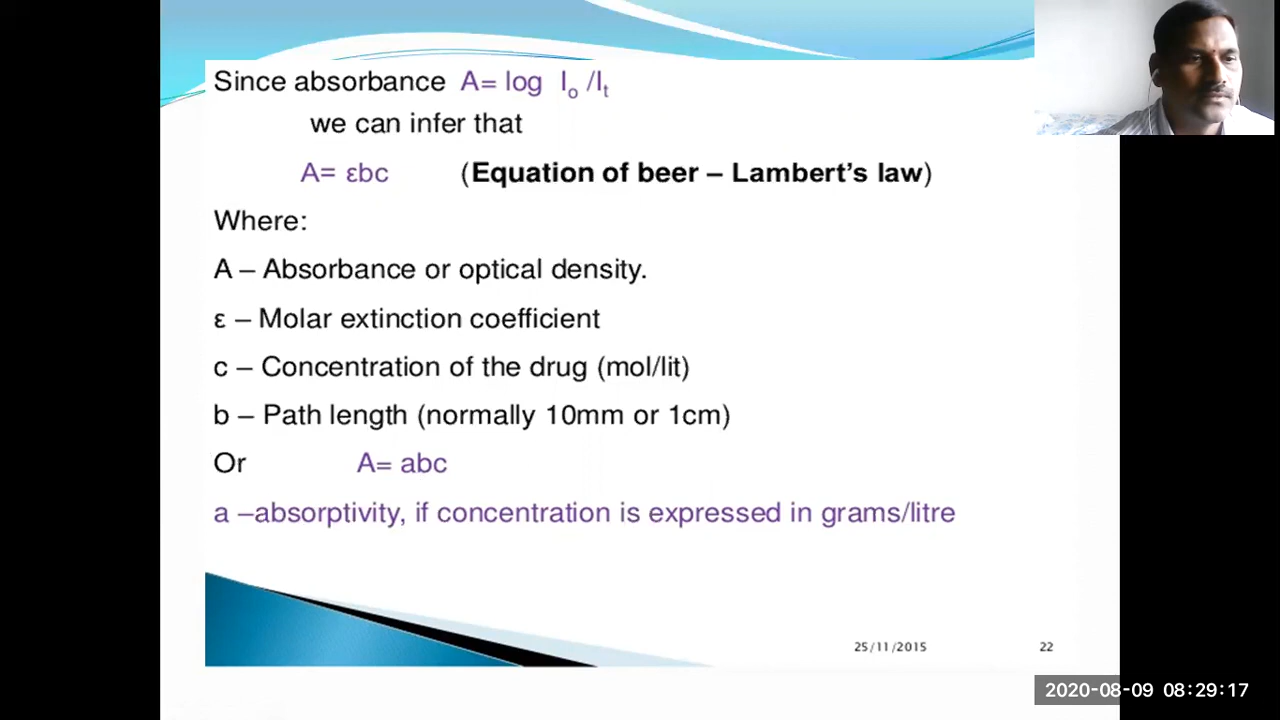 Since absorbance A= log Io /It
we can infer that
A= εbc (Equation of beer – Lambert's law)
Where:
A – Absorbance or optical density.
ε – Molar extinction coefficient
c – Concentration of the drug (mol/lit)
b – Path length (normally 10mm or 1cm)
Or A= abc
a –absorptivity, if concentration is expressed in grams/litre
25/11/2015 22
2020-08-09 08:29:17